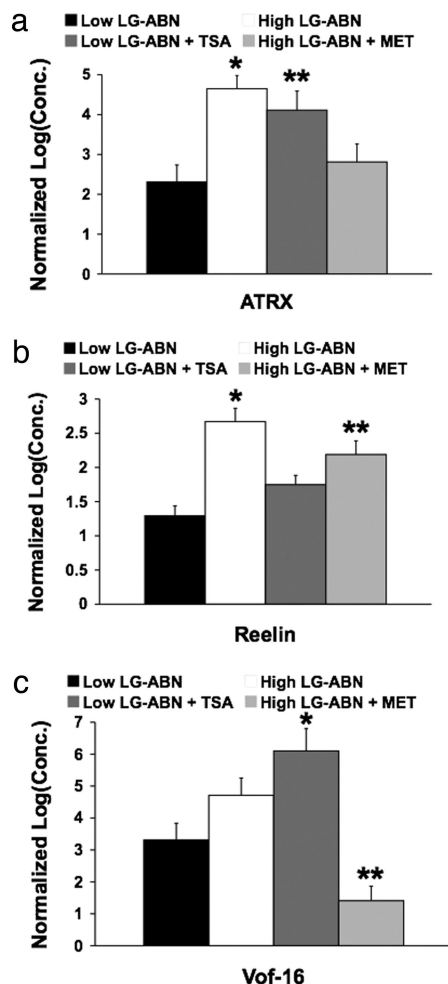 a
Low LG-ABN High LG-ABN
Low LG-ABN + TSA High LG-ABN + MET
Normalized Log(Conc.)
5
4
3
2
1
0
*
**
ATRX
b
Low LG-ABN High LG-ABN
Low LG-ABN + TSA High LG-ABN + MET
Normalized Log(Conc.)
3
2.5
2
1.5
1
0.5
0
*
**
Reelin
c
Low LG-ABN High LG-ABN
Low LG-ABN + TSA High LG-ABN + MET
Normalized Log(Conc.)
7
6
5
4
3
2
1
0
*
**
Vof-16